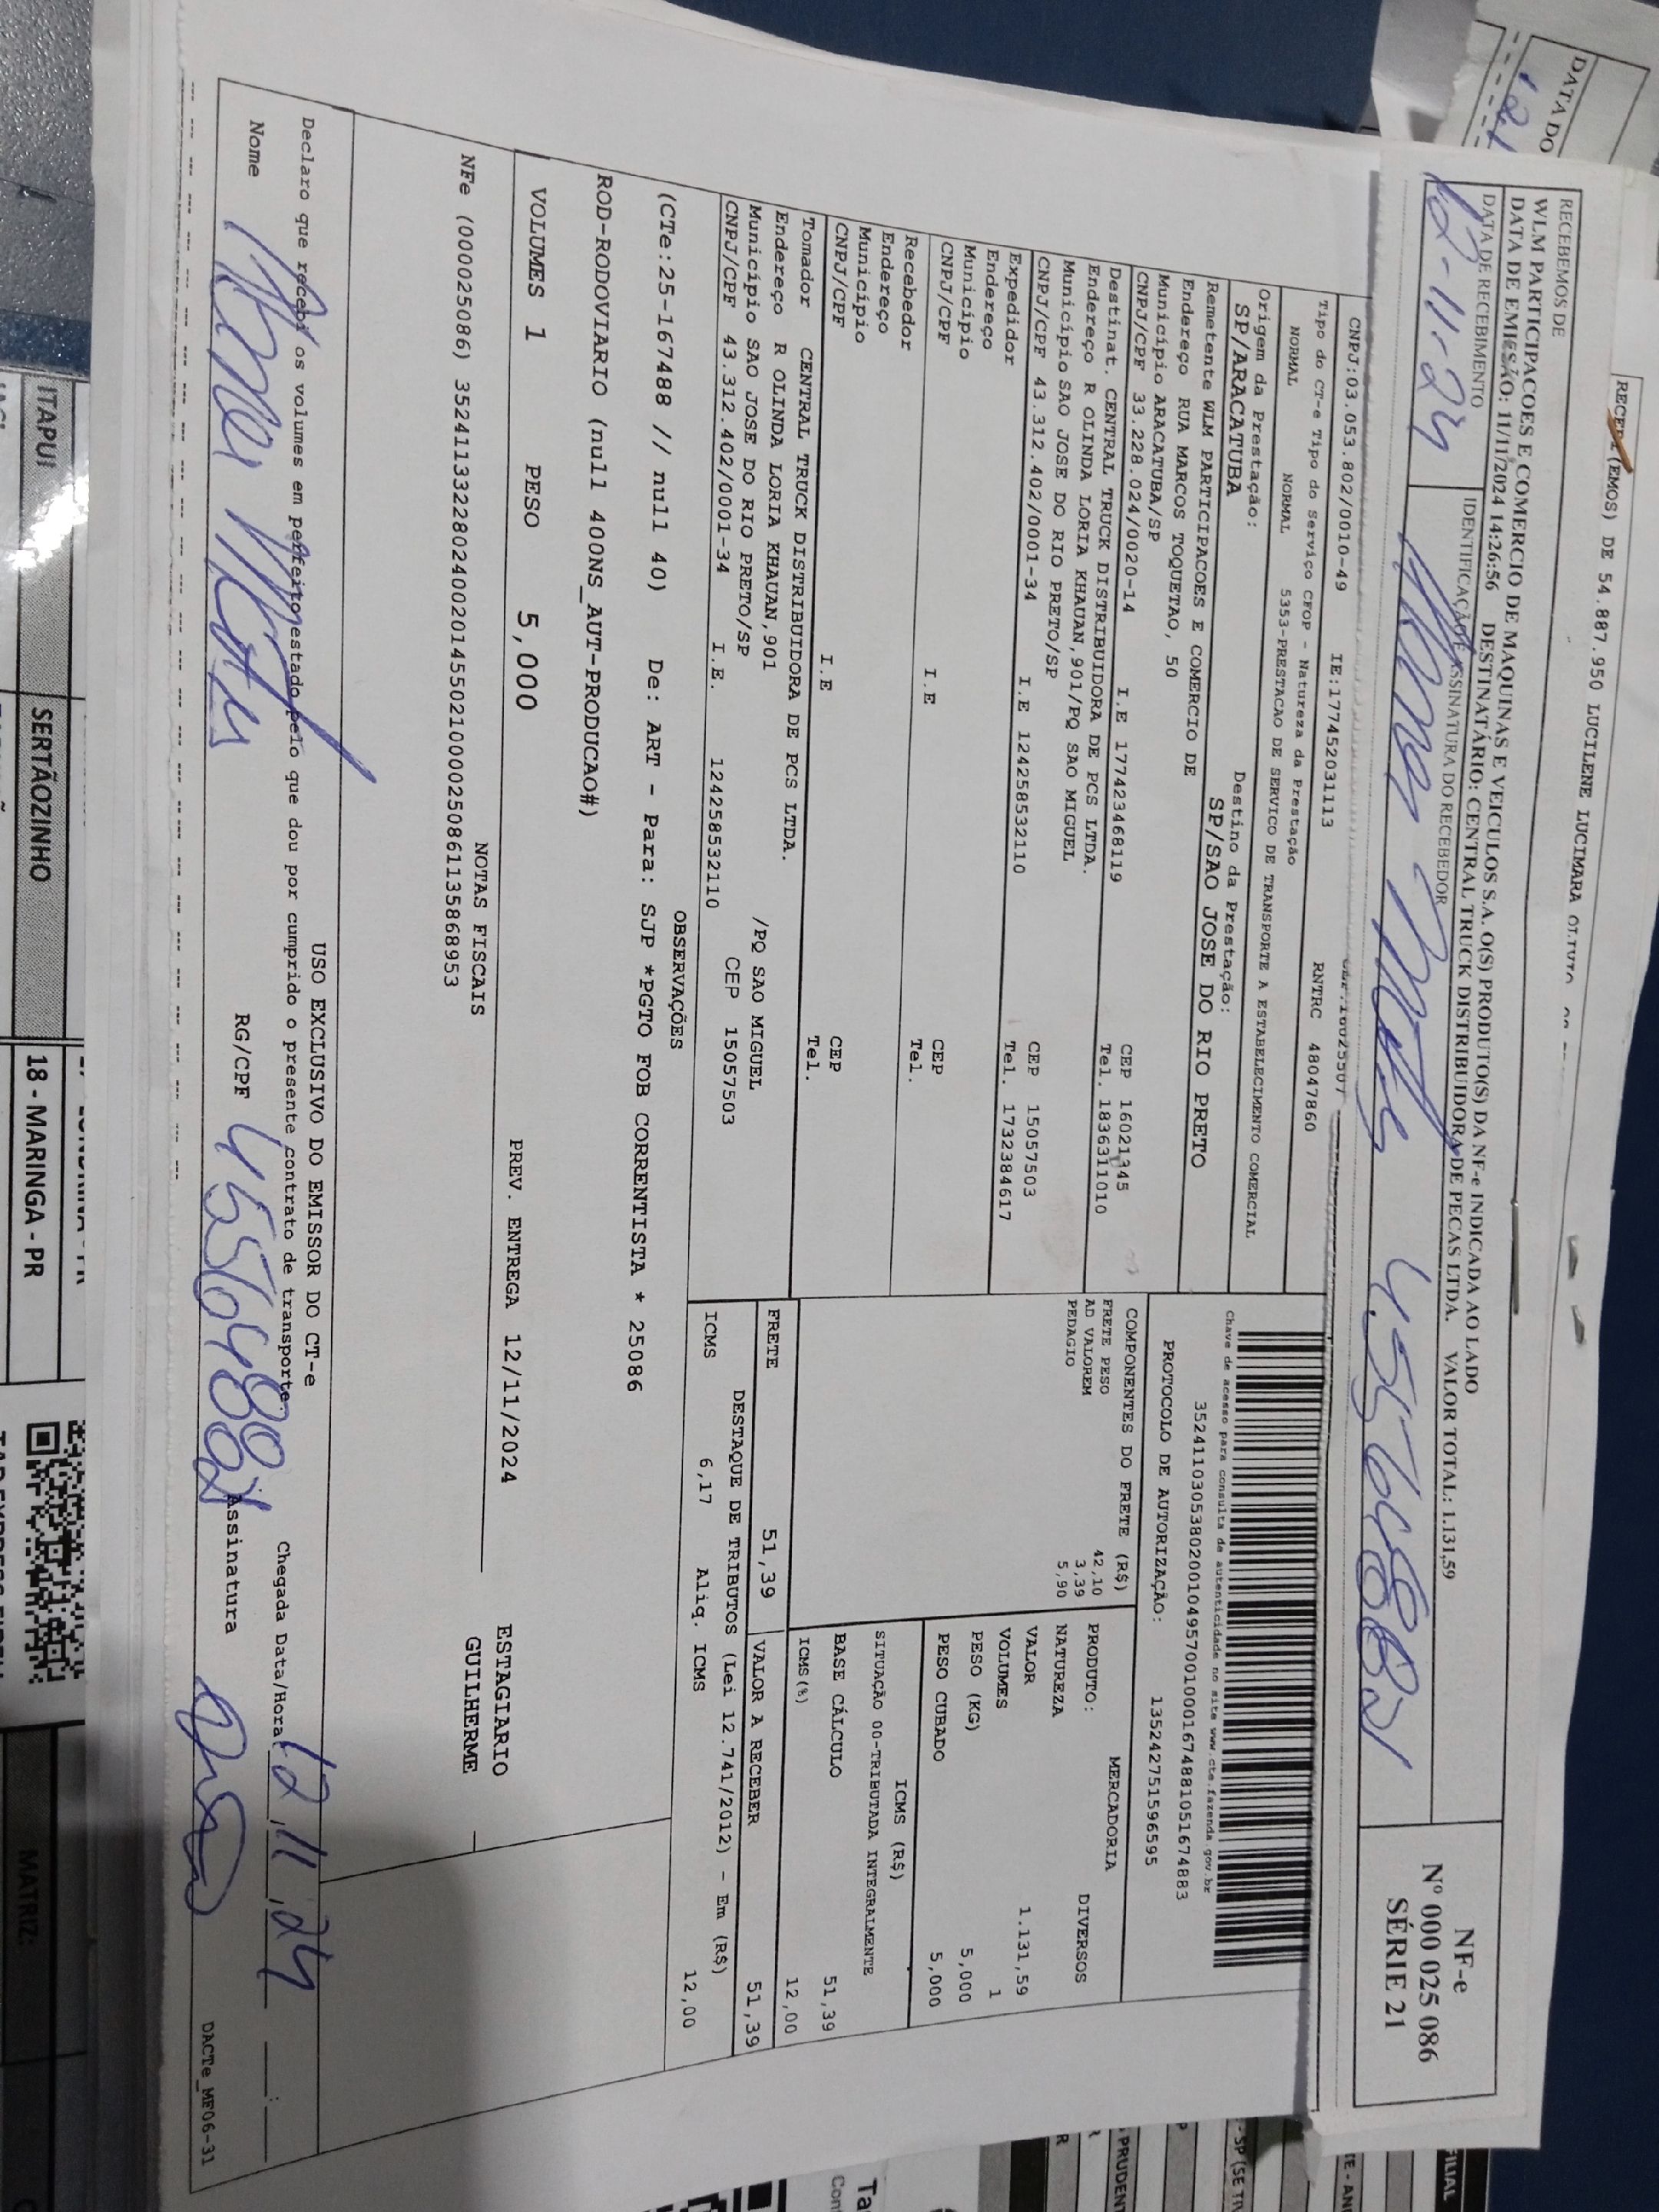 RECEBI (EMOS) DE 54.887.950 LUCILENE LUCIMARA
RECEBEMOS DE
WLM PARTICIPACOES E COMERCIO DE MAQUINAS E VEICULOS S.A. O(S) PRODUTO(S) DA NF-e INDICADA AO LADO
DATA DE EMISSÃO: 11/11/2024 14:26:56 DESTINATÁRIO: CENTRAL TRUCK DISTRIBUIDORA DE PECAS LTDA. VALOR TOTAL: 1.131,59
DATA DE RECEBIMENTO
IDENTIFICAÇÃO E ASSINATURA DO RECEBEDOR
12-11-24
NF-e
Nº 000 025 086
SÉRIE 21
CNPJ:03.053.802/0010-49 IE:177452031113 RNTRC 48047860
Tipo do CT-e Tipo do Serviço CFOP - Natureza da Prestação
NORMAL NORMAL 5353-PRESTACAO DE SERVICO DE TRANSPORTE A ESTABELECIMENTO COMERCIAL
Origem da Prestação: Destino da Prestação:
SP/ARACATUBA SP/SAO JOSE DO RIO PRETO
Chave de acesso para consulta de autenticidade no site www.cte.fazenda.gov.br
35241103053802001049570010001674881051674883
PROTOCOLO DE AUTORIZAÇÃO: 135242751596595
Remetente WLM PARTICIPACOES E COMERCIO DE
Endereço RUA MARCOS TOQUETAO, 50
Município ARACATUBA/SP CEP 16021345
CNPJ/CPF 33.228.024/0020-14 I.E 177423468119 Tel. 1836311010
Destinat. CENTRAL TRUCK DISTRIBUIDORA DE PCS LTDA.
Endereço R OLINDA LORIA KHAUAN,901/PQ SAO MIGUEL
Município SAO JOSE DO RIO PRETO/SP CEP 15057503
CNPJ/CPF 43.312.402/0001-34 I.E 124258532110 Tel. 1732384617
Expedidor
Endereço
Município CEP
CNPJ/CPF I.E Tel.
Recebedor
Endereço
Município CEP
CNPJ/CPF I.E Tel.
Tomador CENTRAL TRUCK DISTRIBUIDORA DE PCS LTDA.
Endereço R OLINDA LORIA KHAUAN,901 /PQ SAO MIGUEL
Município SAO JOSE DO RIO PRETO/SP CEP 15057503
CNPJ/CPF 43.312.402/0001-34 I.E. 124258532110
COMPONENTES DO FRETE (R$)
FRETE PESO 42,10
AD VALOREM 3,39
PEDAGIO 5,90
MERCADORIA
PRODUTO: DIVERSOS
NATUREZA
VALOR 1.131,59
VOLUMES 1
PESO (KG) 5,000
PESO CUBADO 5,000
ICMS (R$)
SITUAÇÃO 00-TRIBUTADA INTEGRALMENTE
BASE CÁLCULO 51,39
ICMS (%) 12,00
FRETE 51,39 VALOR A RECEBER 51,39
DESTAQUE DE TRIBUTOS (Lei 12.741/2012) - Em (R$)
ICMS 6,17 Aliq. ICMS 12,00
OBSERVAÇÕES
(CTe:25-167488 // null 40) De: ART - Para: SJP *PGTO FOB CORRENTISTA * 25086
ROD-RODOVIARIO (null 400NS_AUT-PRODUCAO#)
VOLUMES 1 PESO 5,000 PREV. ENTREGA 12/11/2024 ESTAGIARIO
GUILHERME
NOTAS FISCAIS
NFe (000025086) 35241133228024002014550210000250861135868953
USO EXCLUSIVO DO EMISSOR DO CT-e
Declaro que recebi os volumes em perfeito estado pelo que dou por cumprido o presente contrato de transporte.
Chegada Data/Hora 12/11/24
Nome RG/CPF Assinatura
DACTe_MF06-31
DATA DO
ITAPUI
SERTÃOZINHO
18 - MARINGA - PR
MATRIZ: